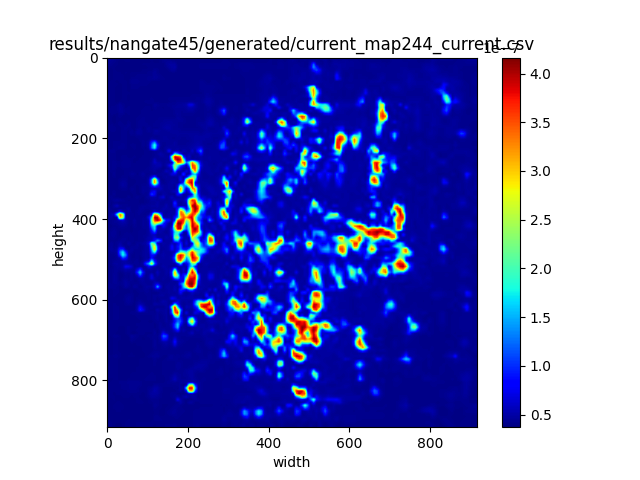 results/nangate45/generated/current_map244_current.csv
1e−7
0
200
400
600
800
height
0 200 400 600 800
width
4.0
3.5
3.0
2.5
2.0
1.5
1.0
0.5